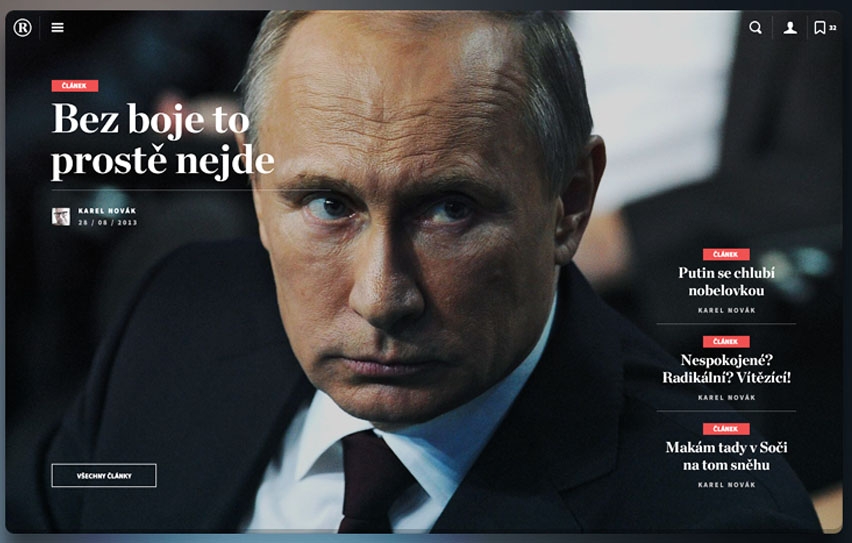 R
32
ČLÁNEK
Bez boje to
prostě nejde
KAREL NOVÁK
28 / 08 / 2013
ČLÁNEK
Putin se chlubí
nobelovkou
KAREL NOVÁK
ČLÁNEK
Nespokojené?
Radikální? Vítězící!
KAREL NOVÁK
ČLÁNEK
Makám tady v Soči
na tom sněhu
KAREL NOVÁK
VŠECHNY ČLÁNKY